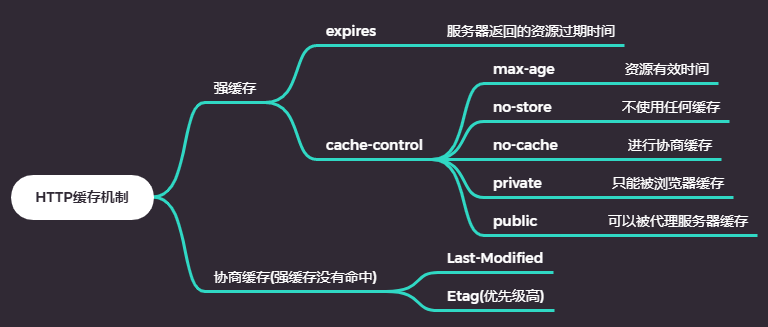 HTTP缓存机制
强缓存
expires 服务器返回的资源过期时间
cache-control
max-age 资源有效时间
no-store 不使用任何缓存
no-cache 进行协商缓存
private 只能被浏览器缓存
public 可以被代理服务器缓存
协商缓存(强缓存没有命中)
Last-Modified
Etag(优先级高)